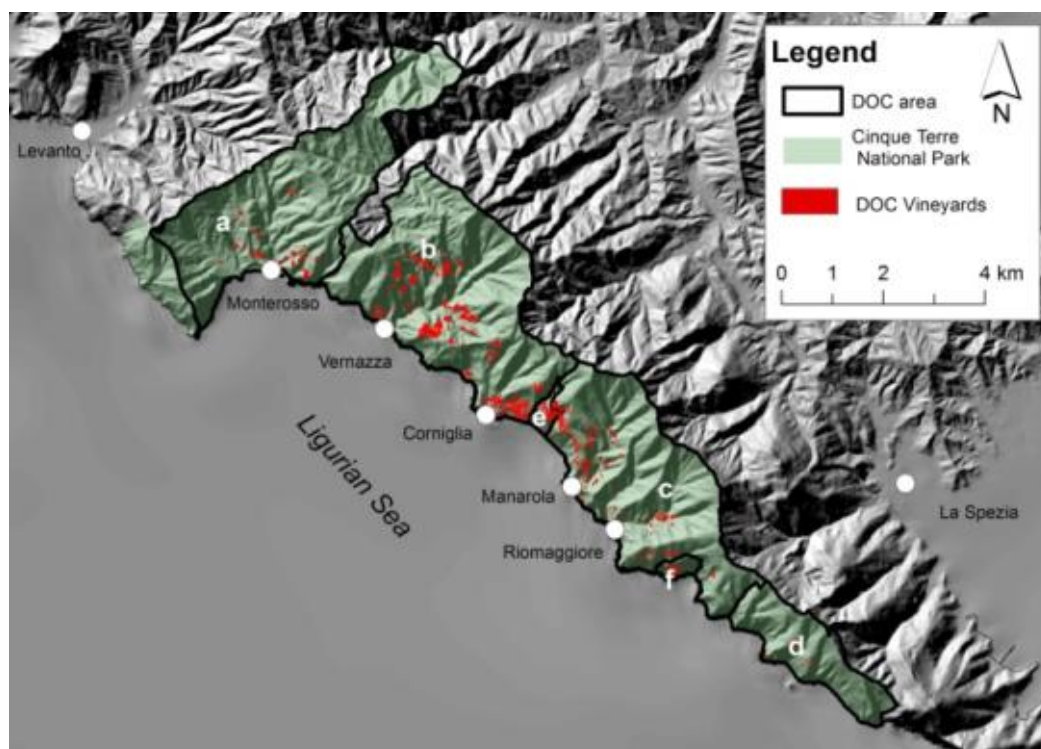 Legend
N
DOC area
Cinque Terre
National Park
DOC Vineyards
0 1 2 4 km
Levanto
a
b
Monterosso
Vernazza
Corniglia
e
Ligurian Sea
Manarola
c
La Spezia
Riomaggiore
f
d